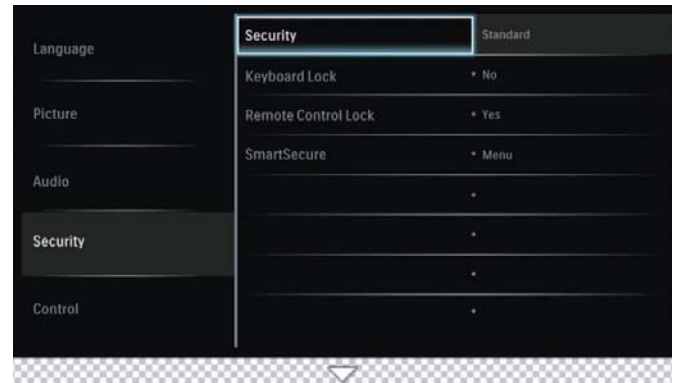 Language
Picture
Audio
Security
Control
Security Standard
Keyboard Lock • No
Remote Control Lock • Yes
SmartSecure • Menu
•
•
•
•